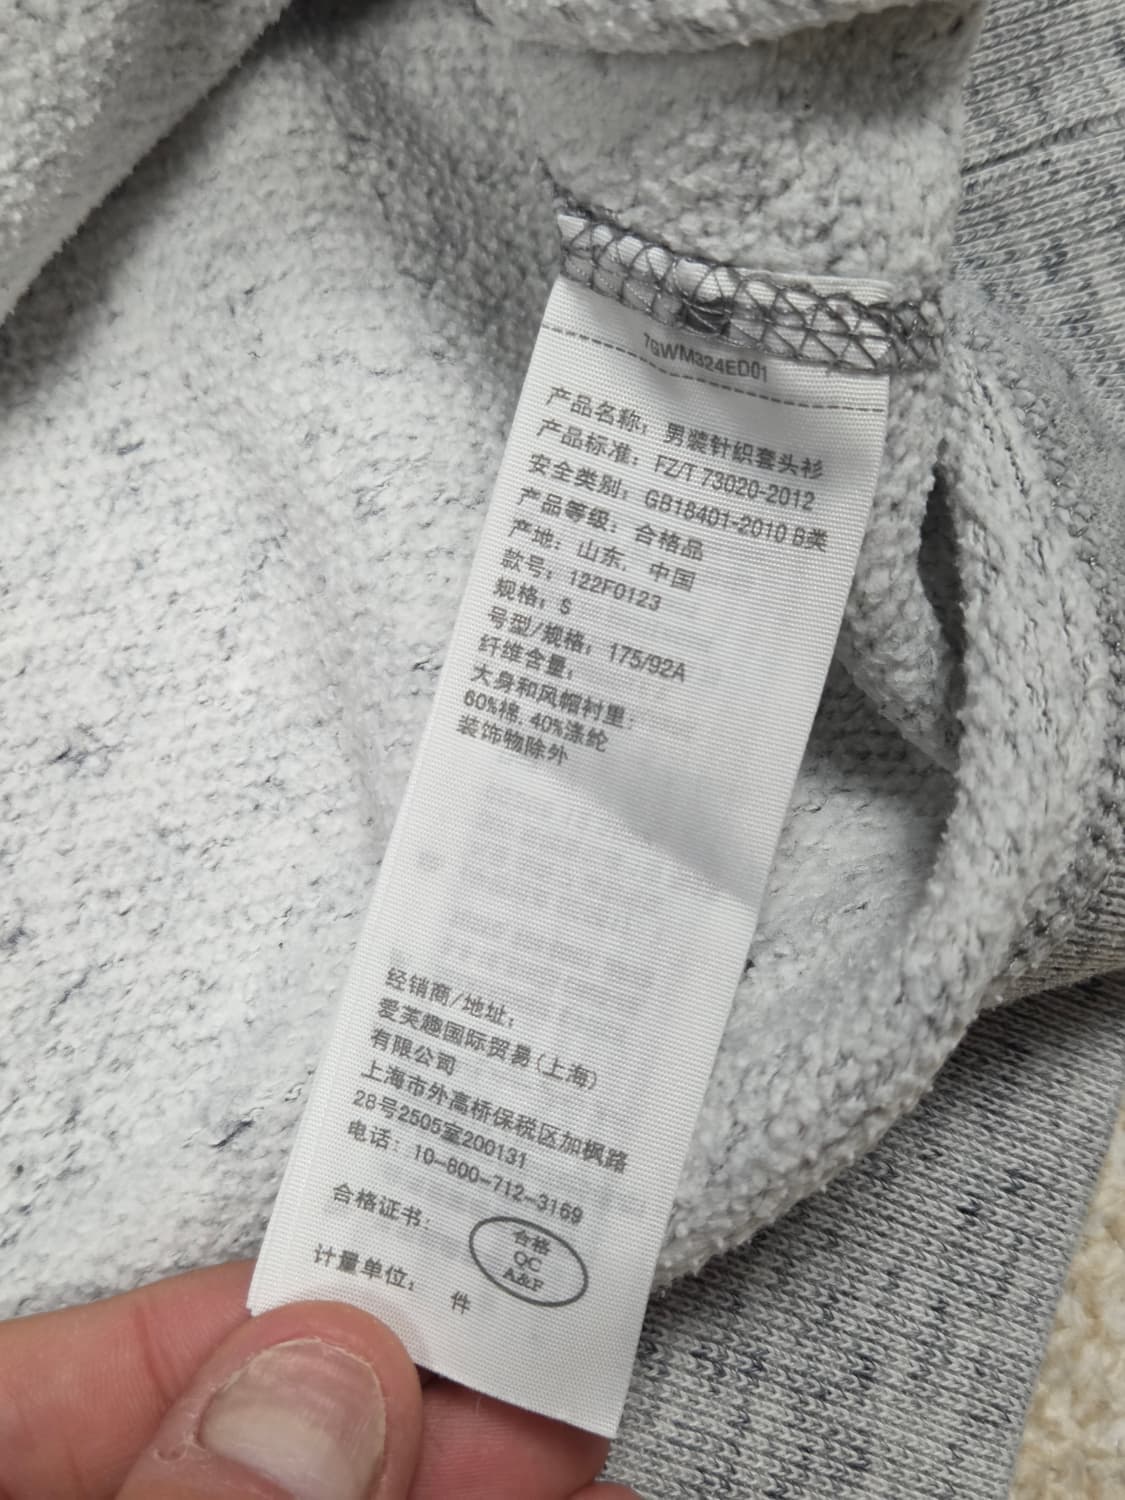 7GWM324ED01
产品名称：男装针织套头衫
产品标准：FZ/T 73020-2012
安全类别：GB18401-2010 B类
产品等级：合格品
产地：山东，中国
款号：122F0123
规格：S
号型/规格：175/92A
纤维含量：
大身和风帽衬里：
60%棉，40%涤纶
装饰物除外
经销商/地址：
爱芙趣国际贸易(上海)
有限公司
上海市外高桥保税区加枫路
28号2505室200131
电话：10-800-712-3169
合格证书：
合格
QC
A&F
计量单位：件